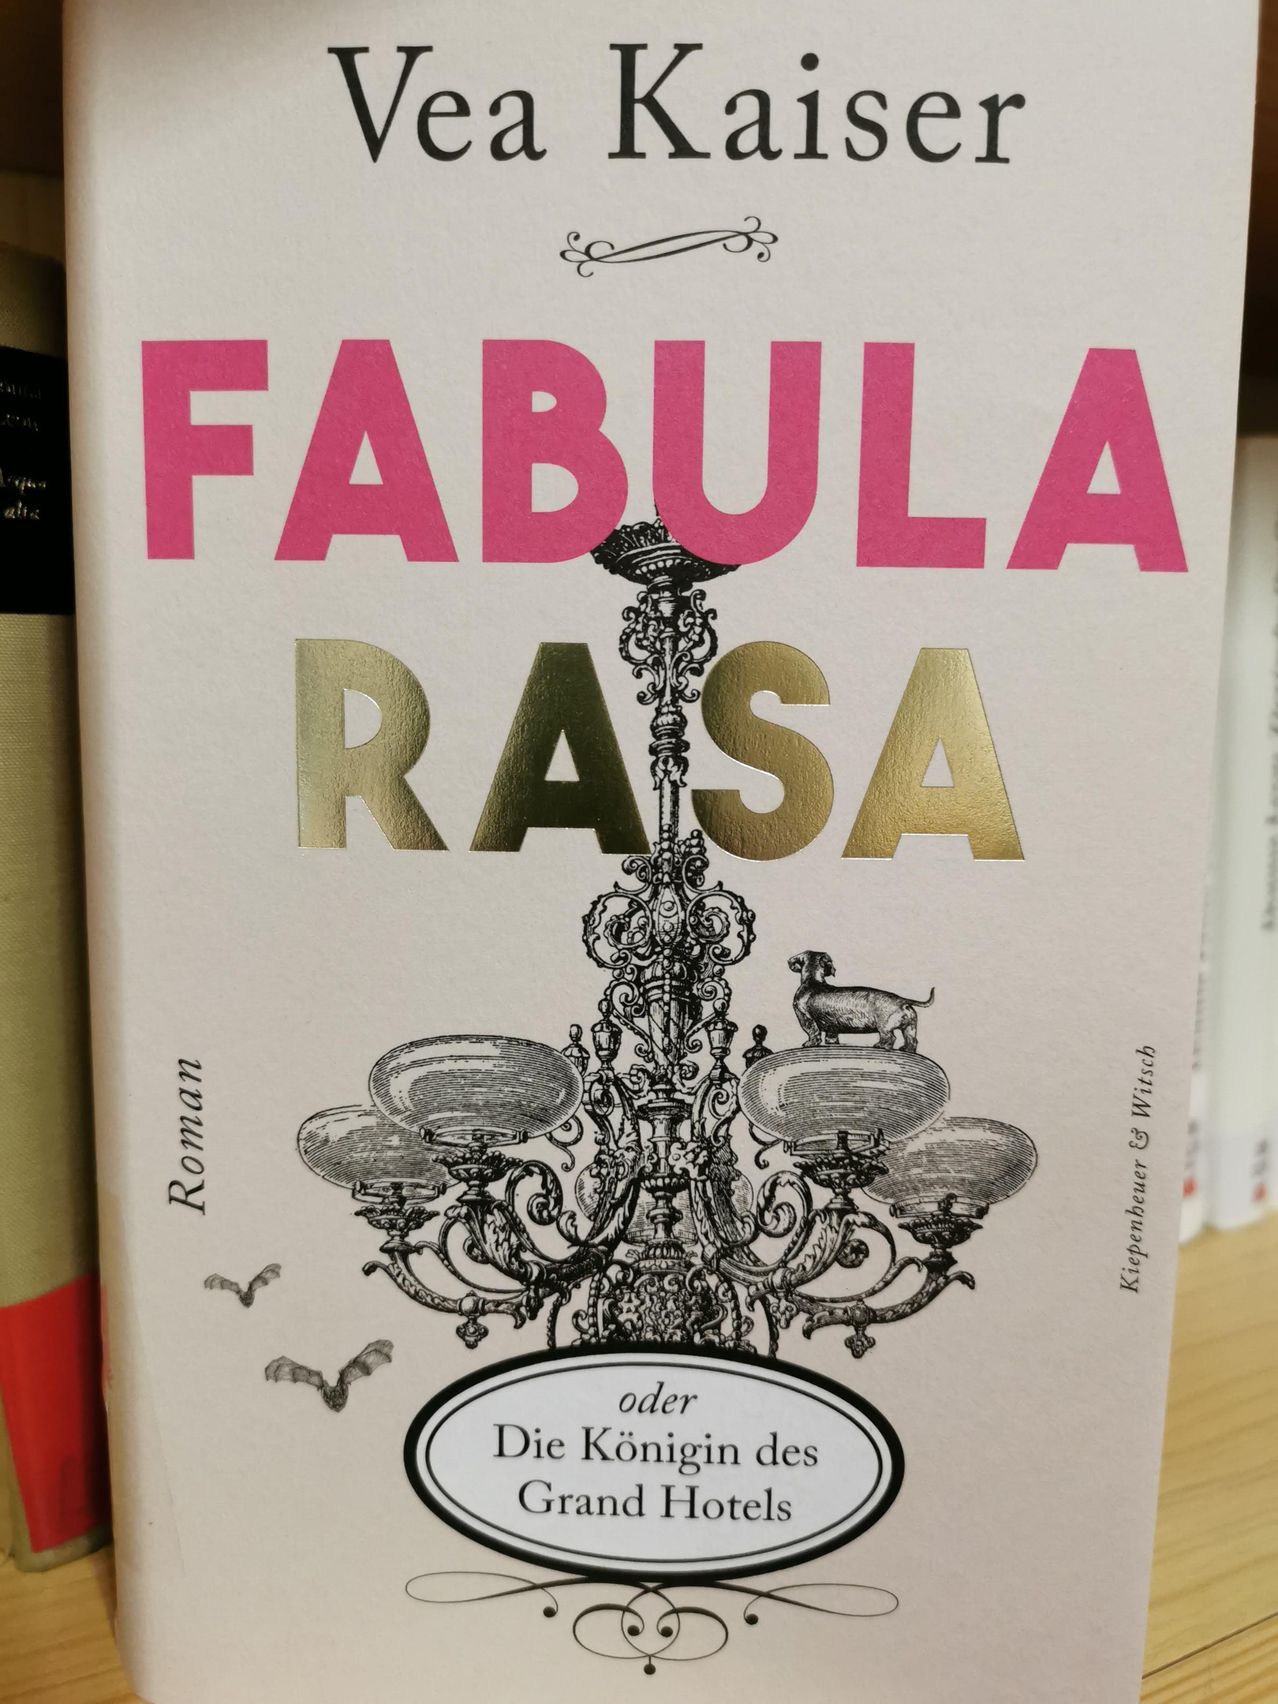 Vea Kaiser
FABULA
RASA
Roman
Kiepenheuer & Witsch
oder
Die Königin des
Grand Hotels